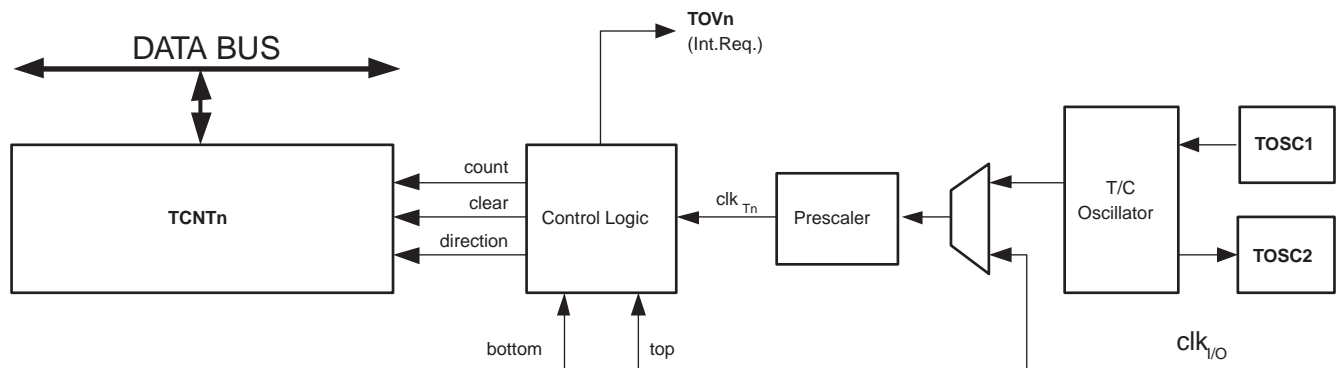 TOVn
(Int.Req.)
DATA BUS
TOSC1
count
T/C
Oscillator
clk Tn
Prescaler
TCNTn
clear
Control Logic
direction
TOSC2
bottom
top
clkI/O